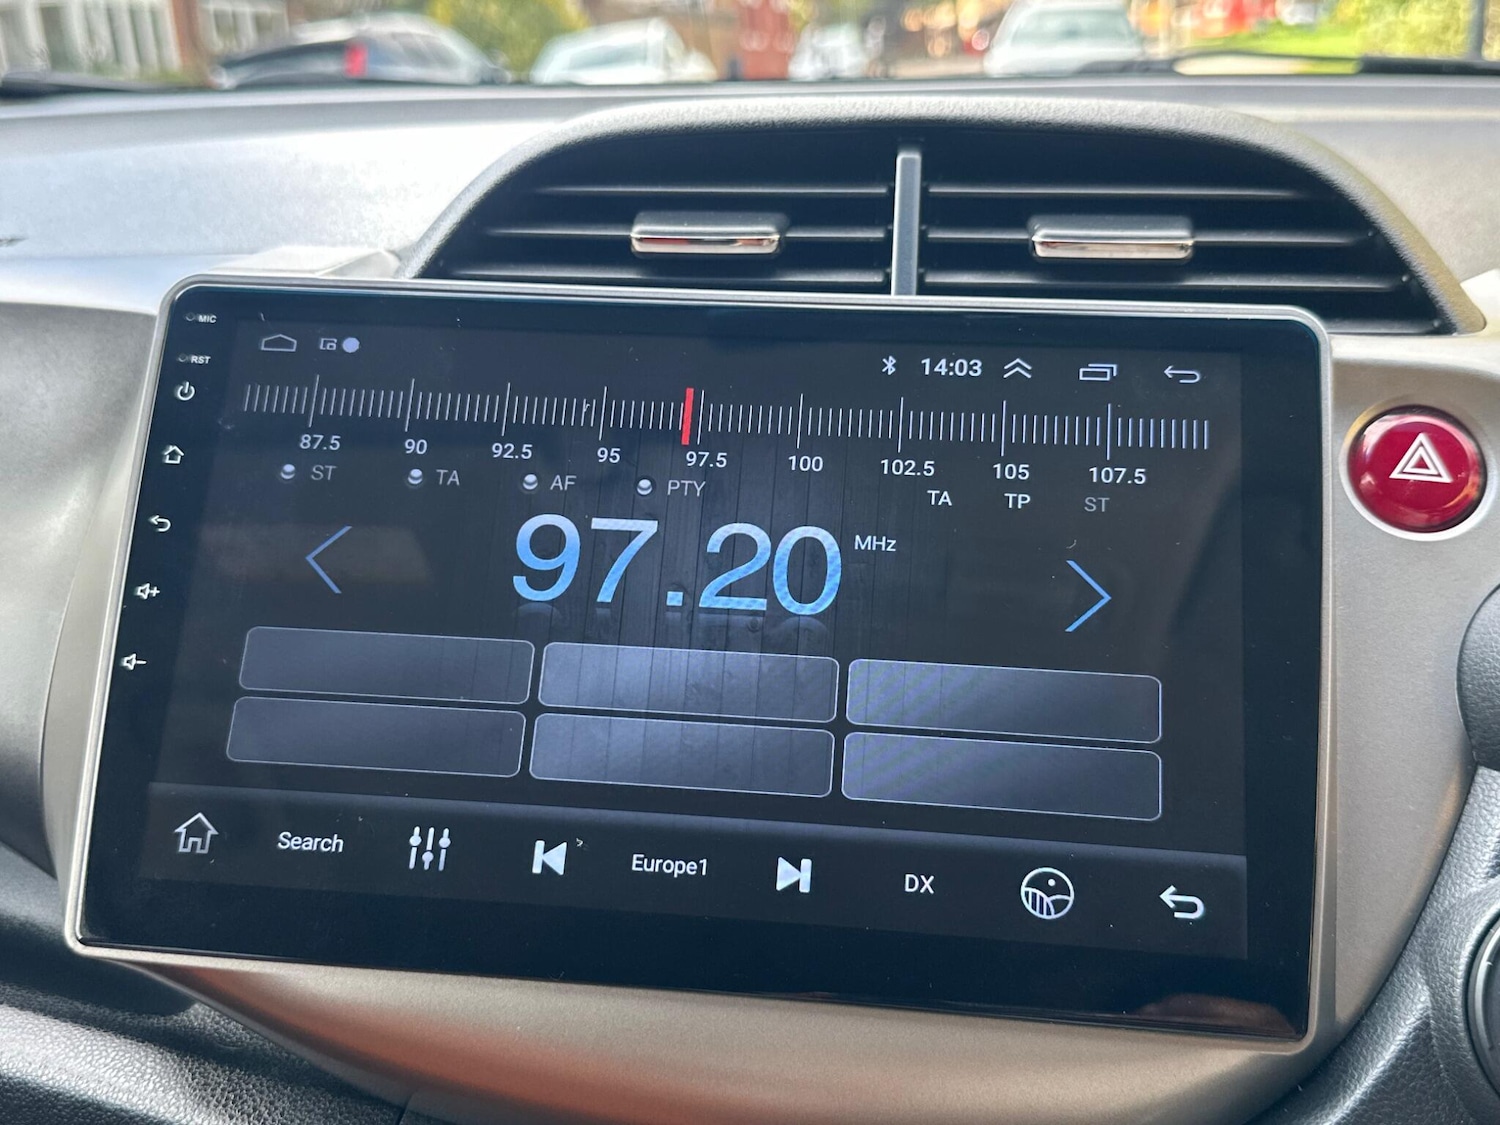 MIC
RST
14:03
87.5 90 92.5 95 97.5 100 102.5 105 107.5
ST TA AF PTY TA TP ST
97.20 MHz
Search Europe1 DX